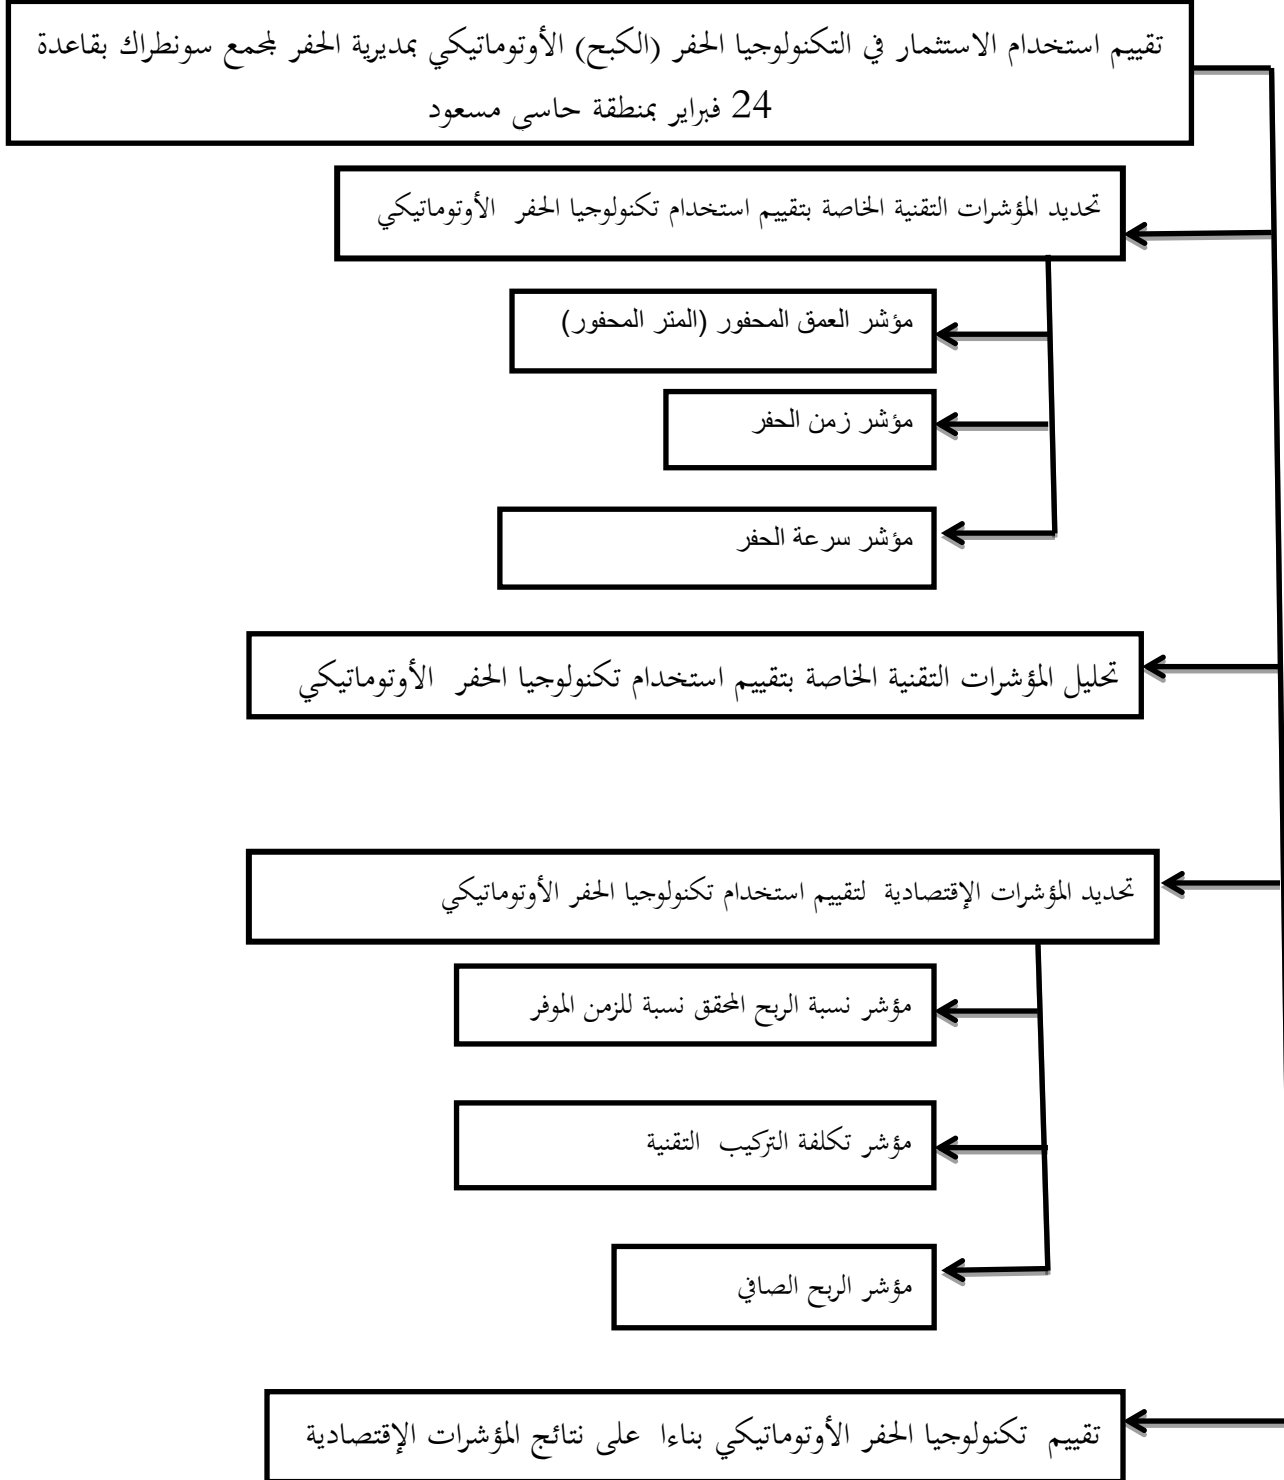 تقييم استخدام الاستثمار في التكنولوجيا الحفر (الكبح) الأوتوماتيكي بمديرية الحفر لمجمع سونطراك بقاعدة
24 فبراير بمنطقة حاسي مسعود
تحديد المؤشرات التقنية الخاصة بتقييم استخدام تكنولوجيا الحفر الأوتوماتيكي
مؤشر العمق المحفور (المتر المحفور)
مؤشر زمن الحفر
مؤشر سرعة الحفر
تحليل المؤشرات التقنية الخاصة بتقييم استخدام تكنولوجيا الحفر الأوتوماتيكي
تحديد المؤشرات الإقتصادية لتقييم استخدام تكنولوجيا الحفر الأوتوماتيكي
مؤشر نسبة الربح المحقق نسبة للزمن الموفر
مؤشر تكلفة التركيب التقنية
مؤشر الربح الصافي
تقييم تكنولوجيا الحفر الأوتوماتيكي بناءا على نتائج المؤشرات الإقتصادية